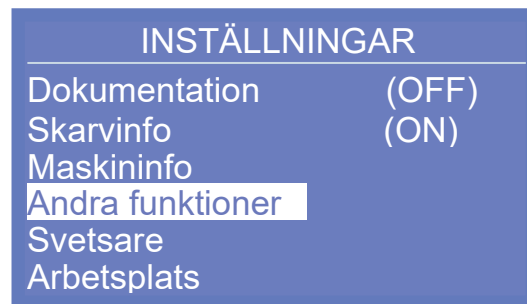 INSTÄLLNINGAR
Dokumentation (OFF)
Skarvinfo (ON)
Maskininfo
Andra funktioner
Svetsare
Arbetsplats